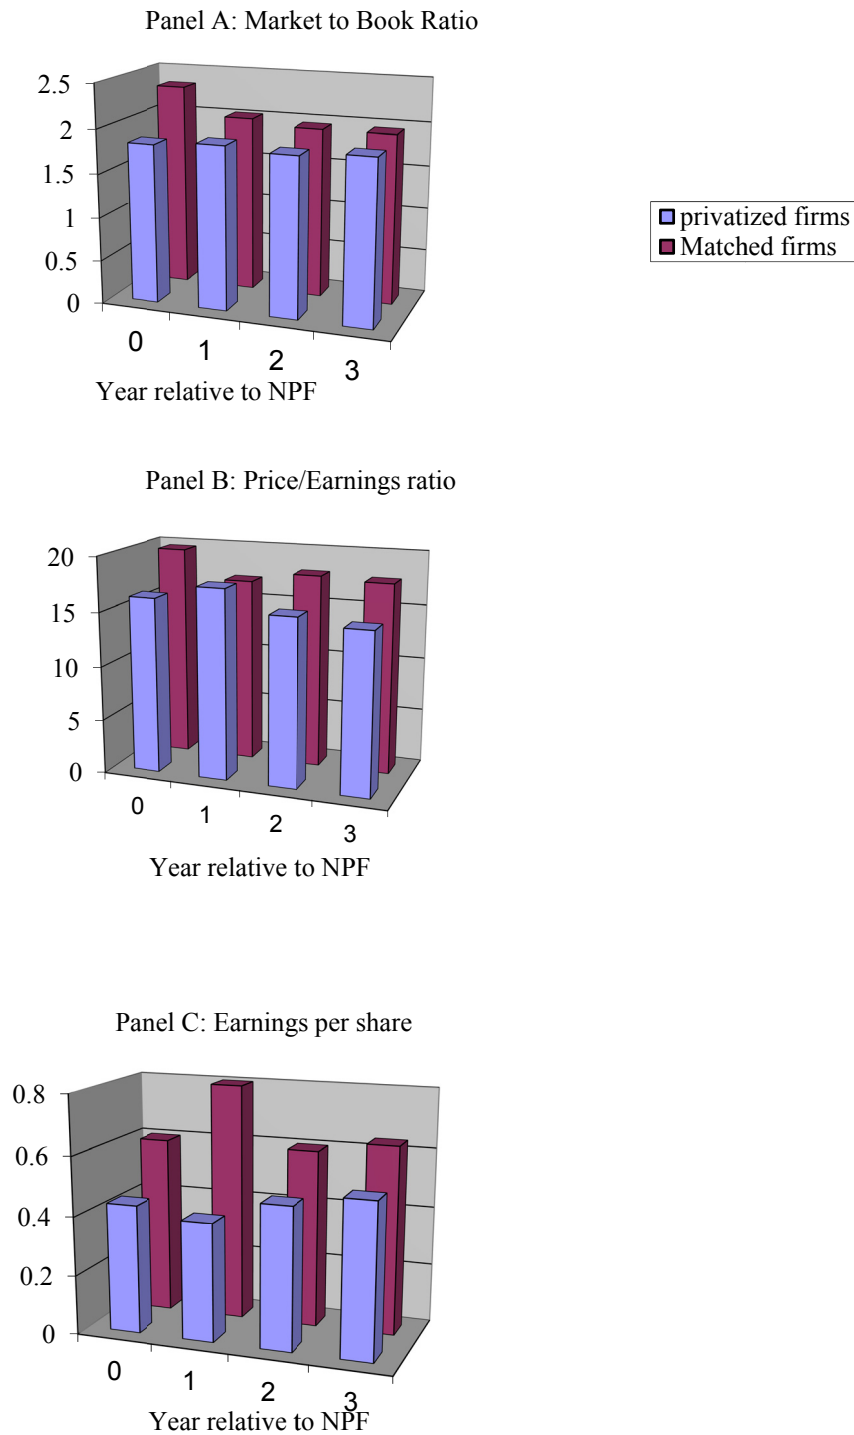 Panel A: Market to Book Ratio
2.5
2
1.5
1
0.5
0
0 1 2 3
Year relative to NPF
privatized firms
Matched firms
Panel B: Price/Earnings ratio
20
15
10
5
0
0 1 2 3
Year relative to NPF
Panel C: Earnings per share
0.8
0.6
0.4
0.2
0
0 1 2 3
Year relative to NPF